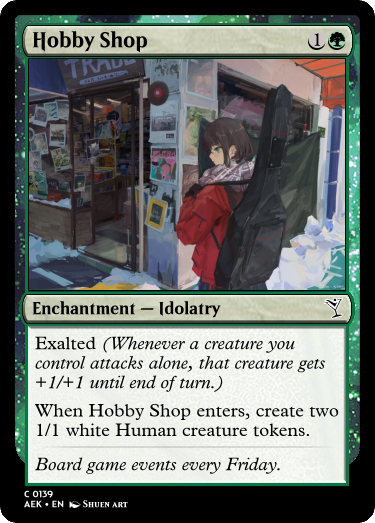 Hobby Shop 1
TRADE
Enchantment — Idolatry
Exalted (Whenever a creature you
control attacks alone, that creature gets
+1/+1 until end of turn.)
When Hobby Shop enters, create two
1/1 white Human creature tokens.
Board game events every Friday.
C 0139
AEK • EN Shuen art